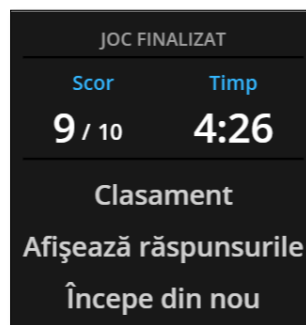 JOC FINALIZAT
Scor Timp
9 / 10 4:26
Clasament
Afişează răspunsurile
Începe din nou